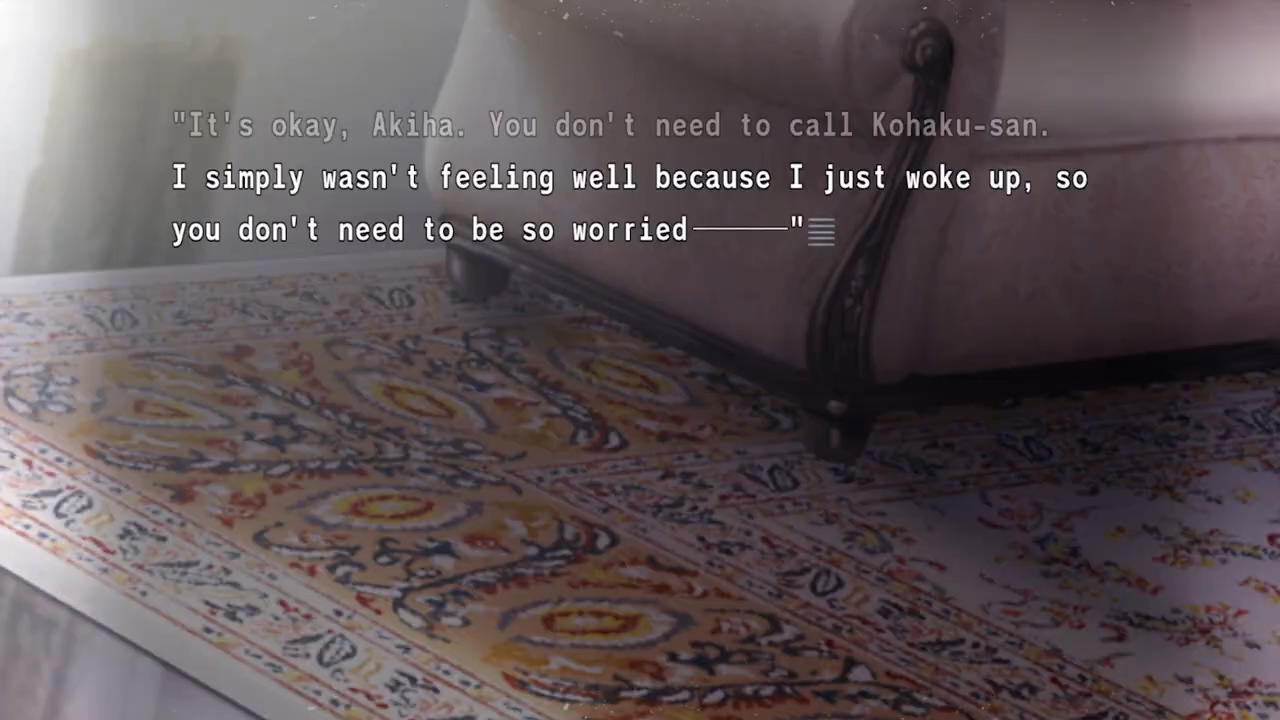 "It's okay, Akiha. You don't need to call Kohaku-san.
I simply wasn't feeling well because I just woke up, so
you don't need to be so worried────"